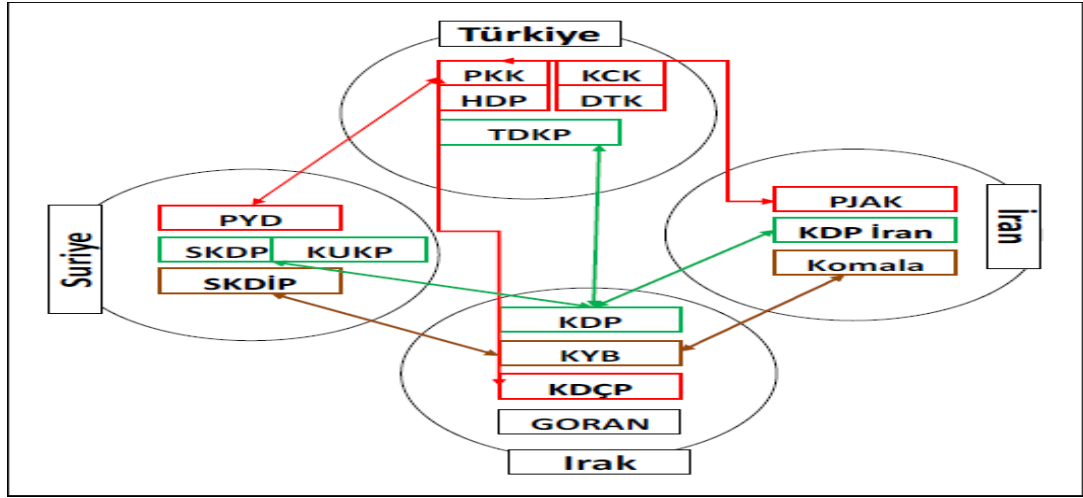 Türkiye
PKK KCK
HDP DTK
TDKP
Suriye
PYD
SKDP KUKP
SKDİP
İran
PJAK
KDP İran
Komala
KDP
KYB
KDÇP
GORAN
Irak